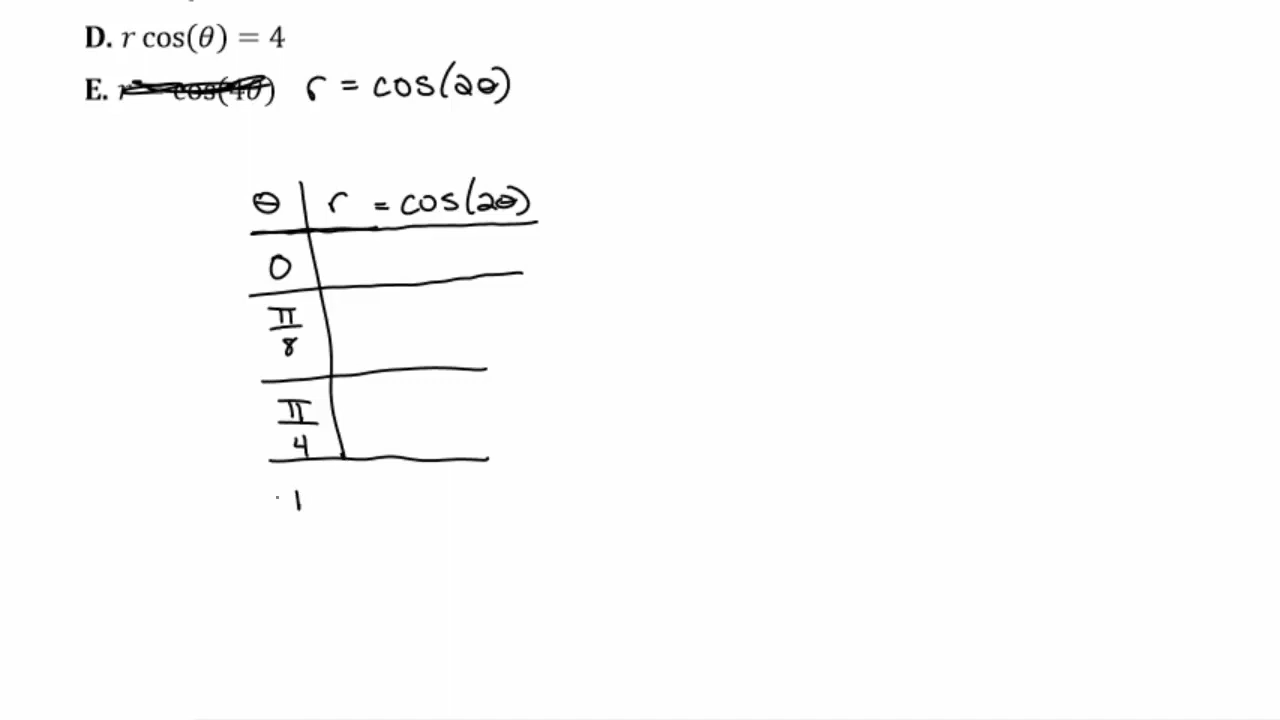 D. r cos(θ) = 4
E. r = cos(4θ) r = cos(2θ)
θ r = cos(2θ)
0
π/8
π/4